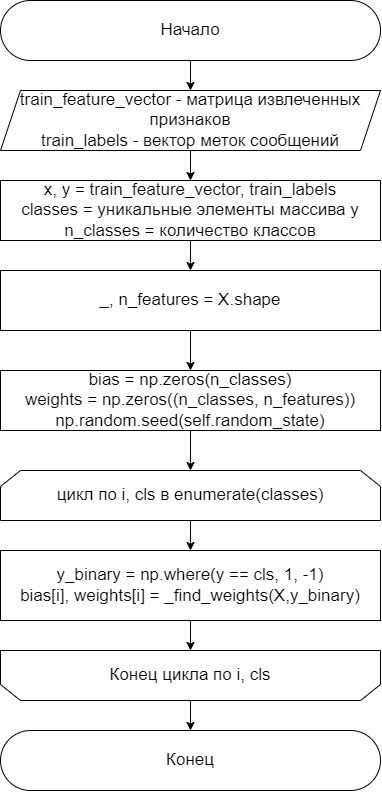 Начало
train_feature_vector - матрица извлеченных
признаков
train_labels - вектор меток сообщений
x, y = train_feature_vector, train_labels
classes = уникальные элементы массива y
n_classes = количество классов
_, n_features = X.shape
bias = np.zeros(n_classes)
weights = np.zeros((n_classes, n_features))
np.random.seed(self.random_state)
цикл по i, cls в enumerate(classes)
y_binary = np.where(y == cls, 1, -1)
bias[i], weights[i] = _find_weights(X,y_binary)
Конец цикла по i, cls
Конец